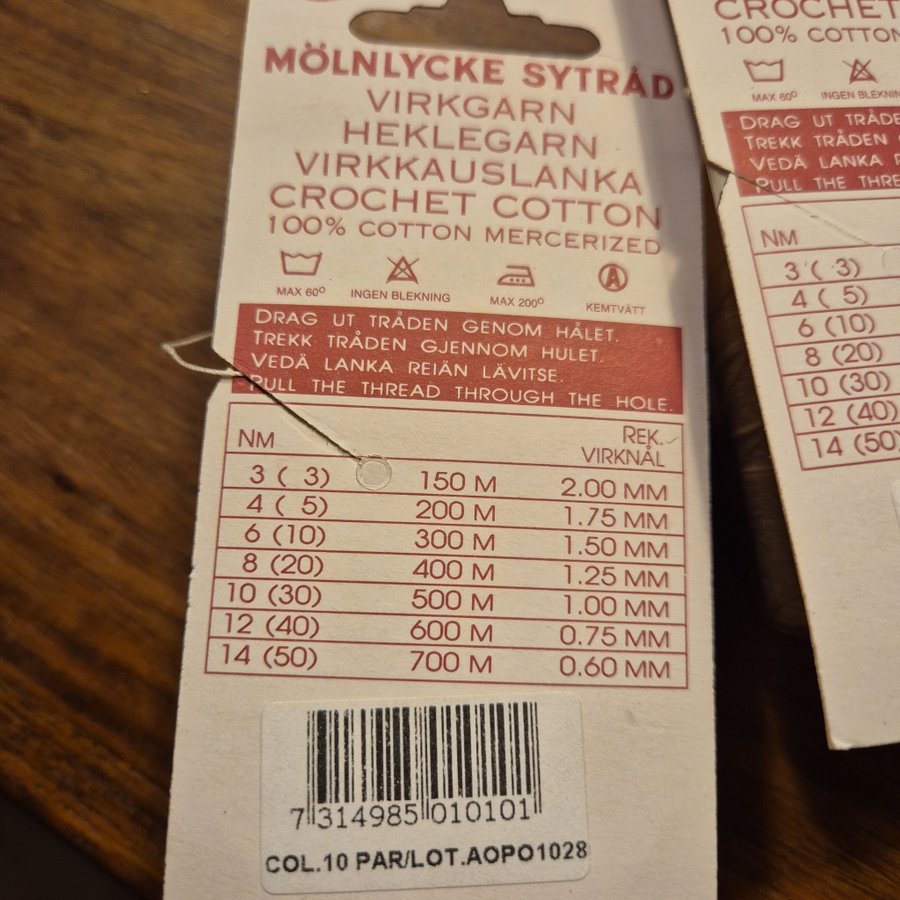 MÖLNLYCKE SYTRÅD
VIRKGARN
HEKLEGARN
VIRKKAUSLANKA
CROCHET COTTON
100% COTTON MERCERIZED
MAX 60° INGEN BLEKNING MAX 200° A KEMTVÄTT
DRAG UT TRÅDEN GENOM HÅLET.
TREKK TRÅDEN GJENNOM HULET.
VEDÄ LANKA REIÄN LÄVITSE.
PULL THE THREAD THROUGH THE HOLE.
NM REK. VIRKNÅL
3 ( 3) 150 M 2.00 MM
4 ( 5) 200 M 1.75 MM
6 (10) 300 M 1.50 MM
8 (20) 400 M 1.25 MM
10 (30) 500 M 1.00 MM
12 (40) 600 M 0.75 MM
14 (50) 700 M 0.60 MM
7 314985 010101
COL.10 PAR/LOT.AOPO1028
CROCHET
100% COTTON
MAX 60° INGEN BLEKNIN
DRAG UT TRÅDE
TREKK TRÅDEN
VEDÄ LANKA R
PULL THE THRE
NM
3 ( 3)
4 ( 5)
6 (10)
8 (20)
10 (30)
12 (40)
14 (50)